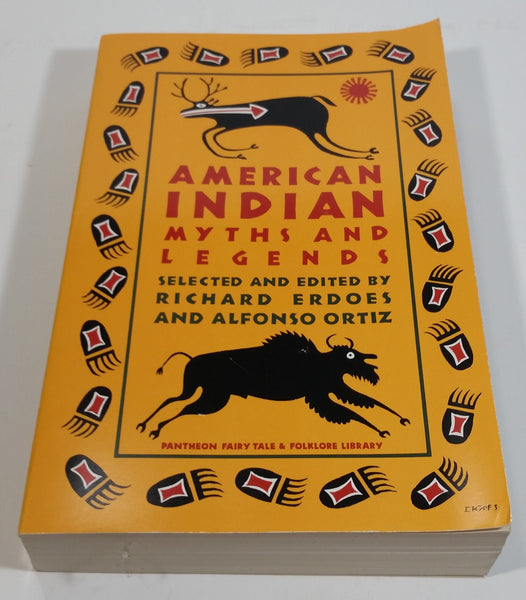 AMERICAN
INDIAN
MYTHS AND
LEGENDS
SELECTED AND EDITED BY
RICHARD ERDOES
AND ALFONSO ORTIZ
PANTHEON FAIRY TALE & FOLKLORE LIBRARY